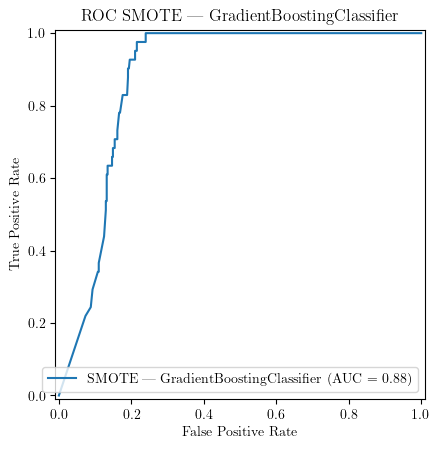 ROC SMOTE — GradientBoostingClassifier
1.0
0.8
0.6
0.4
0.2
0.0
True Positive Rate
SMOTE — GradientBoostingClassifier (AUC = 0.88)
0.0 0.2 0.4 0.6 0.8 1.0
False Positive Rate